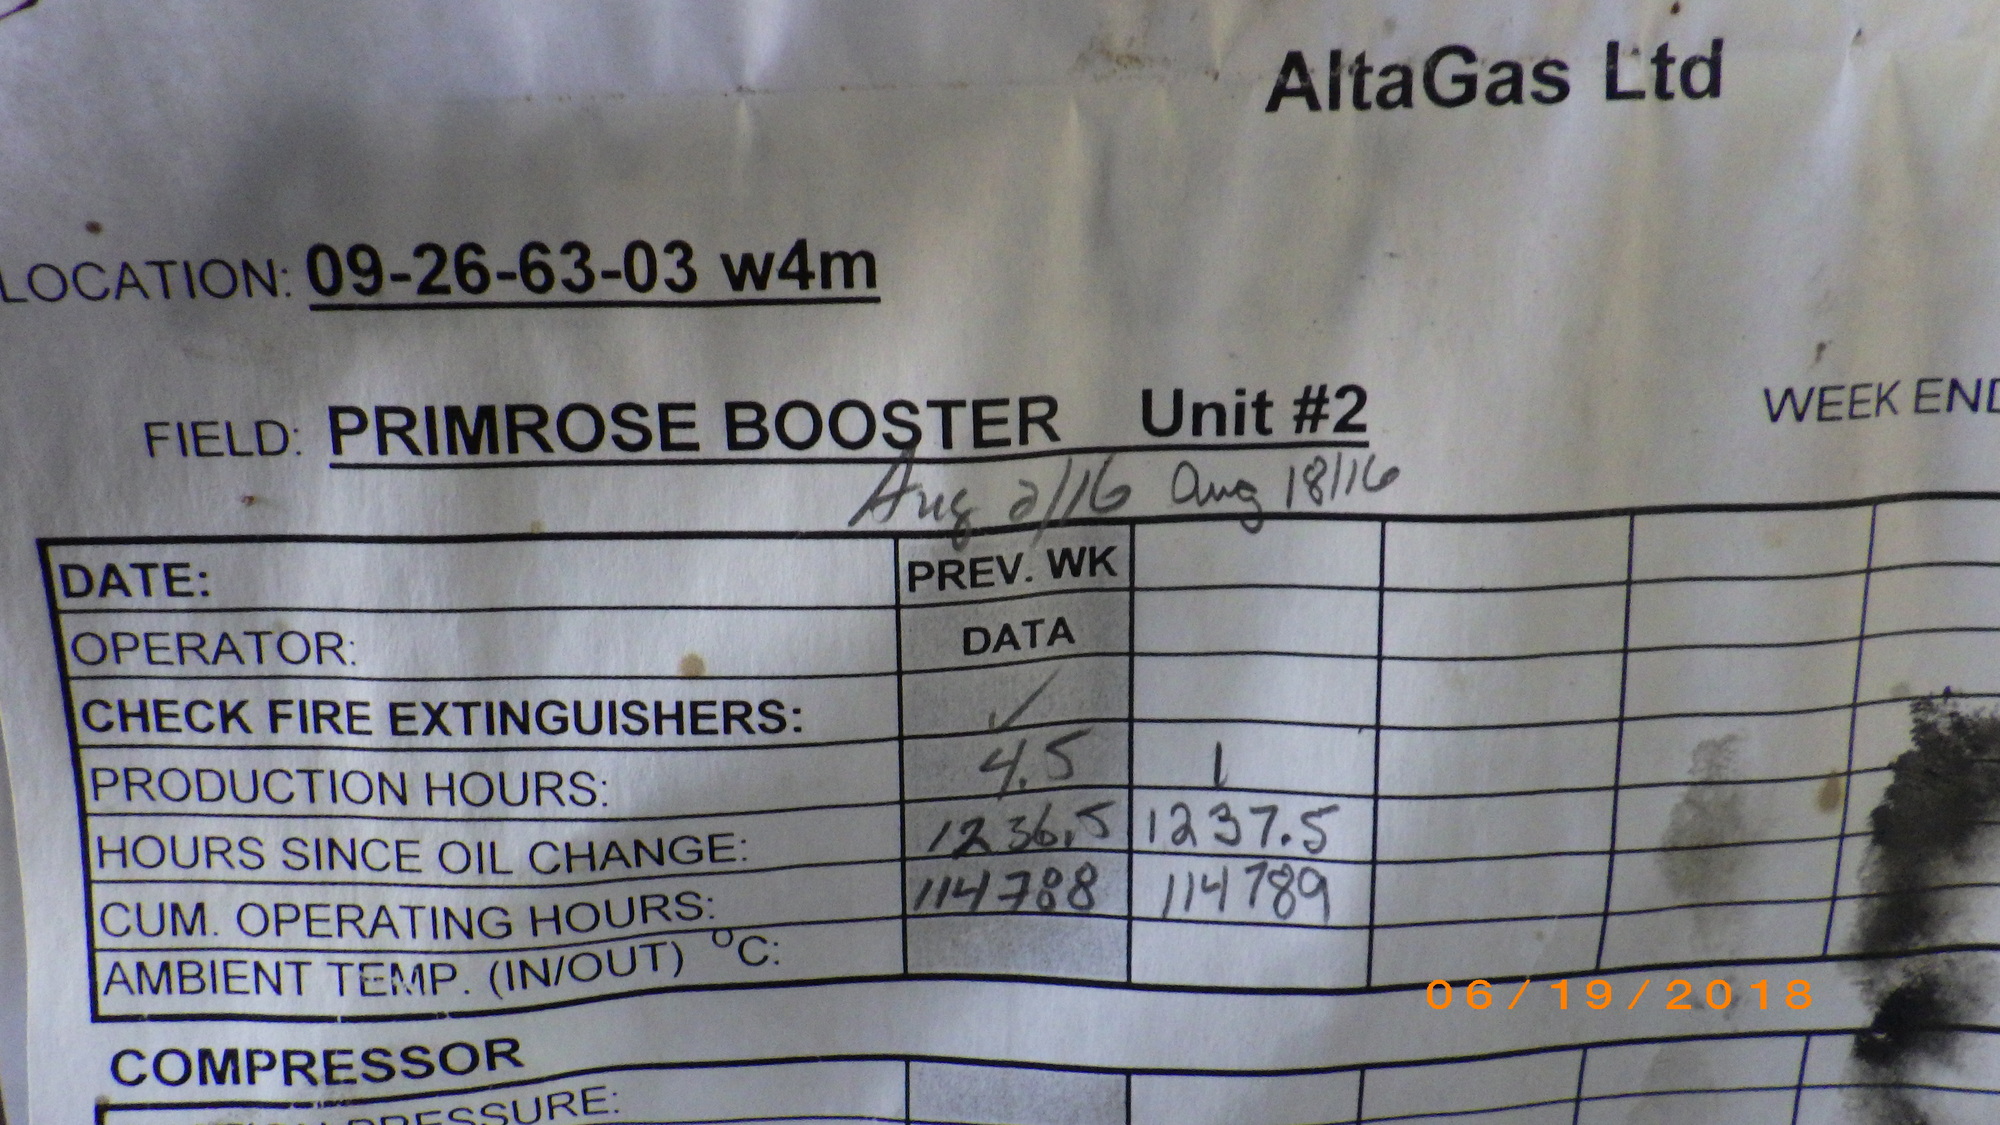 AltaGas Ltd
LOCATION: 09-26-63-03 w4m
FIELD: PRIMROSE BOOSTER Unit #2
WEEK END
Aug 2/16 Aug 18/16
DATE: PREV. WK
OPERATOR: DATA
CHECK FIRE EXTINGUISHERS: ✓
PRODUCTION HOURS: 4.5 1
HOURS SINCE OIL CHANGE: 1236.5 1237.5
CUM. OPERATING HOURS: 114788 114789
AMBIENT TEMP. (IN/OUT) °C:
06/19/2018
COMPRESSOR
PRESSURE: